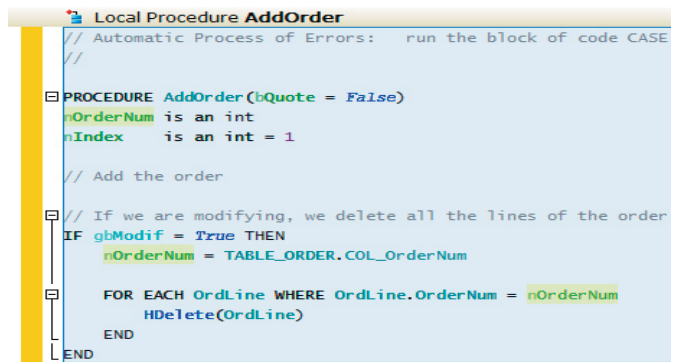 Local Procedure AddOrder
// Automatic Process of Errors: run the block of code CASE
//
PROCEDURE AddOrder(bQuote = False)
nOrderNum is an int
nIndex is an int = 1
// Add the order
// If we are modifying, we delete all the lines of the order
IF gbModif = True THEN
nOrderNum = TABLE_ORDER.COL_OrderNum
FOR EACH OrdLine WHERE OrdLine.OrderNum = nOrderNum
HDelete(OrdLine)
END
END